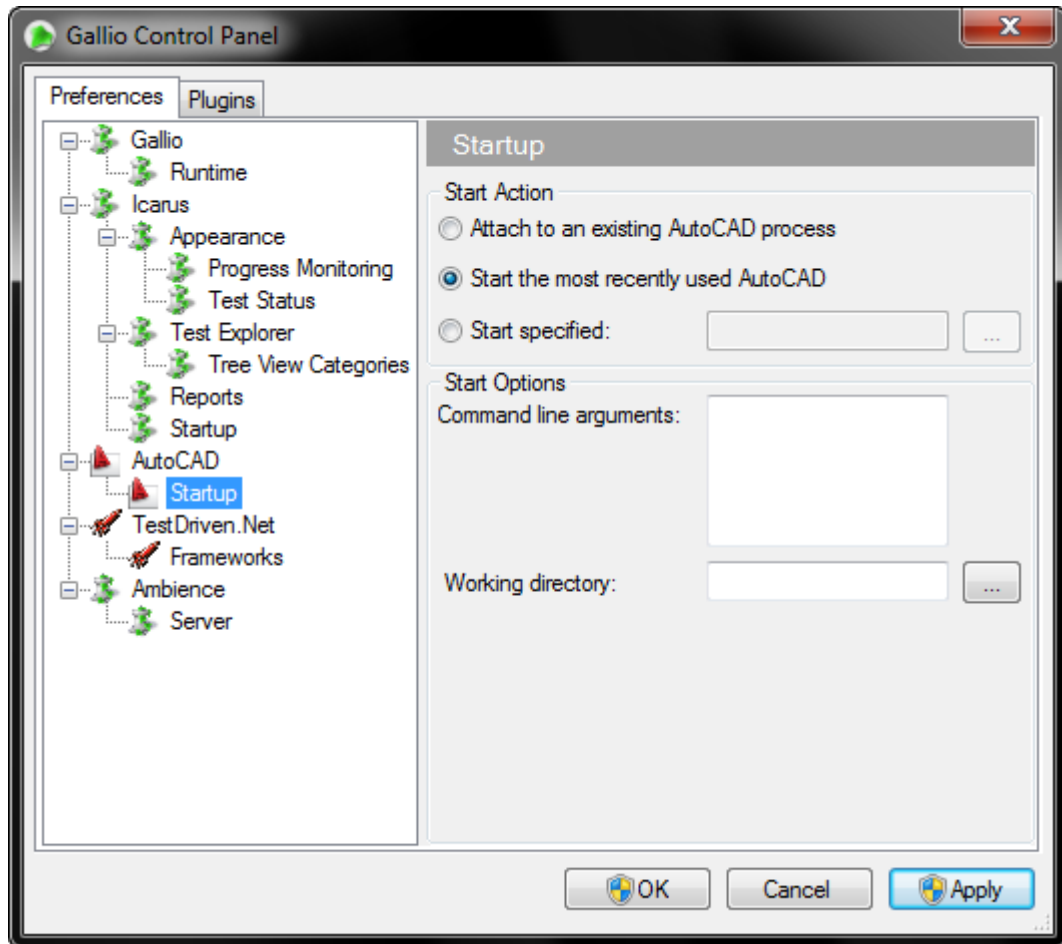 Gallio Control Panel
Preferences
Plugins
Gallio
Runtime
Icarus
Appearance
Progress Monitoring
Test Status
Test Explorer
Tree View Categories
Reports
Startup
AutoCAD
Startup
TestDriven.Net
Frameworks
Ambience
Server
Startup
Start Action
Attach to an existing AutoCAD process
Start the most recently used AutoCAD
Start specified:
...
Start Options
Command line arguments:
Working directory:
...
OK
Cancel
Apply